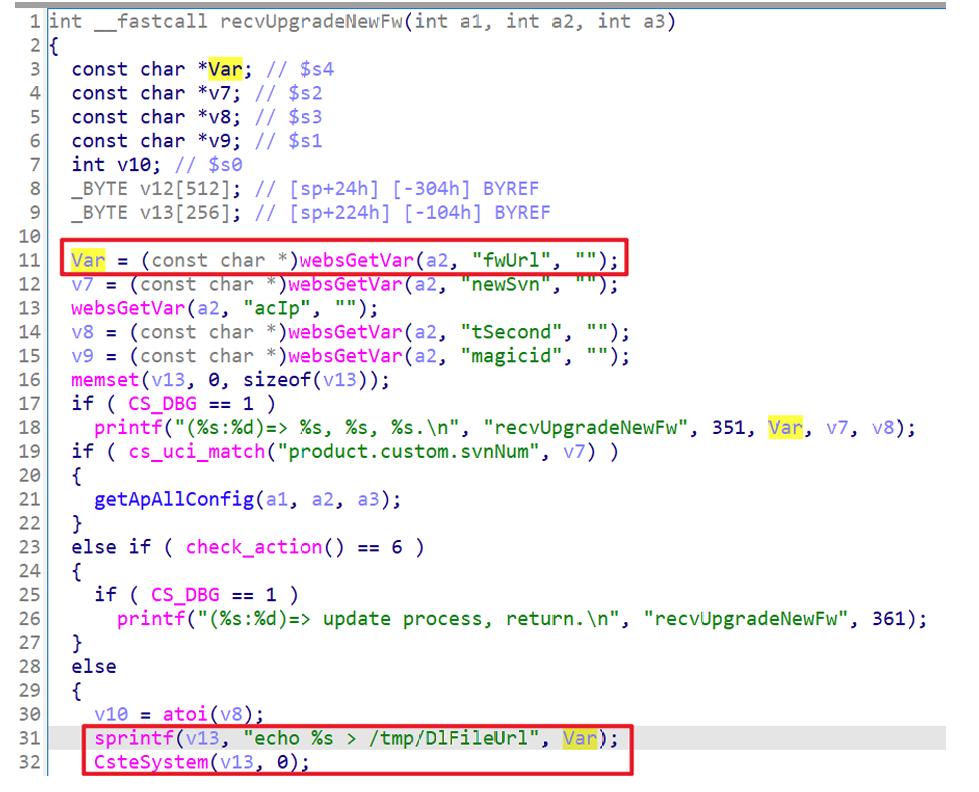 1 int __fastcall recvUpgradeNewFw(int a1, int a2, int a3)
2 {
3 const char *Var; // $s4
4 const char *v7; // $s2
5 const char *v8; // $s3
6 const char *v9; // $s1
7 int v10; // $s0
8 _BYTE v12[512]; // [sp+24h] [-304h] BYREF
9 _BYTE v13[256]; // [sp+224h] [-104h] BYREF
10
11 Var = (const char *)websGetVar(a2, "fwUrl", "");
12 v7 = (const char *)websGetVar(a2, "newSvn", "");
13 websGetVar(a2, "acIp", "");
14 v8 = (const char *)websGetVar(a2, "tSecond", "");
15 v9 = (const char *)websGetVar(a2, "magicid", "");
16 memset(v13, 0, sizeof(v13));
17 if ( CS_DBG == 1 )
18 printf("(%s:%d)=> %s, %s, %s.\n", "recvUpgradeNewFw", 351, Var, v7, v8);
19 if ( cs_uci_match("product.custom.svnNum", v7) )
20 {
21 getApAllConfig(a1, a2, a3);
22 }
23 else if ( check_action() == 6 )
24 {
25 if ( CS_DBG == 1 )
26 printf("(%s:%d)=> update process, return.\n", "recvUpgradeNewFw", 361);
27 }
28 else
29 {
30 v10 = atoi(v8);
31 sprintf(v13, "echo %s > /tmp/DlFileUrl", Var);
32 CsteSystem(v13, 0);